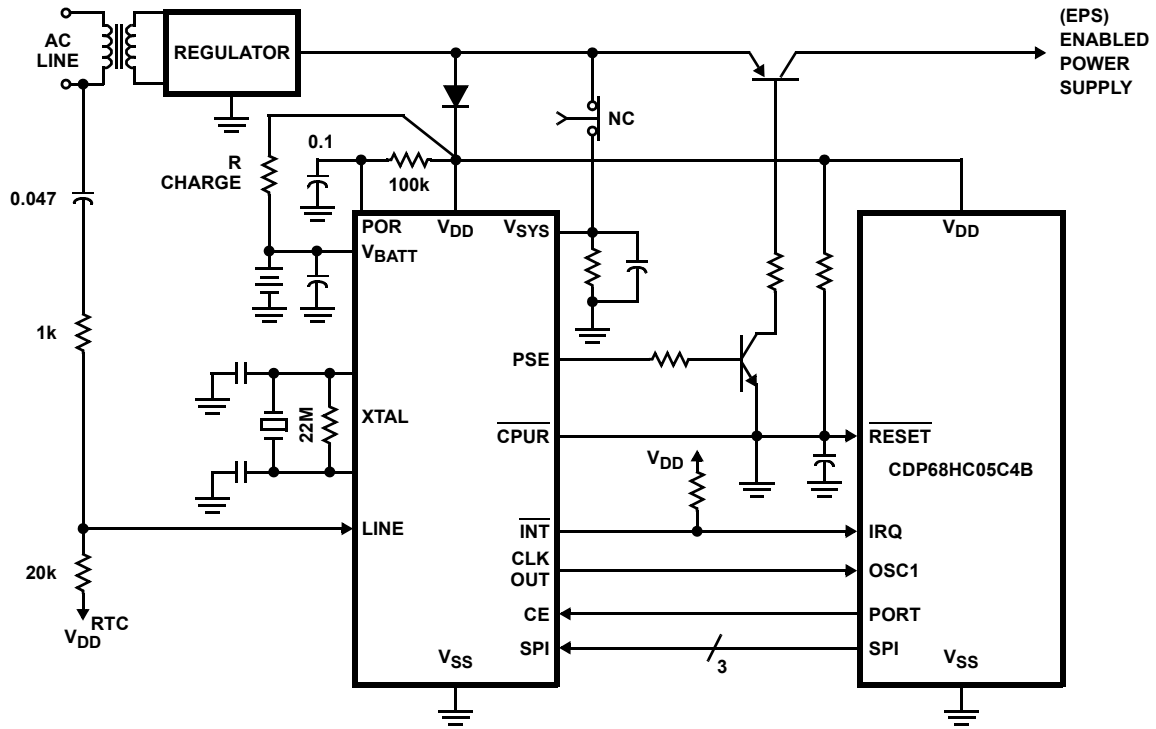 AC
LINE
REGULATOR
(EPS)
ENABLED
POWER
SUPPLY
NC
0.1
R
CHARGE
100k
0.047
POR
VDD
VSYS
VDD
VBATT
1k
PSE
XTAL
22M
CPUR
RESET
VDD
CDP68HC05C4B
LINE
INT
IRQ
CLK
OUT
OSC1
20k
CE
PORT
RTC
VDD
VSS
SPI
3
SPI
VSS